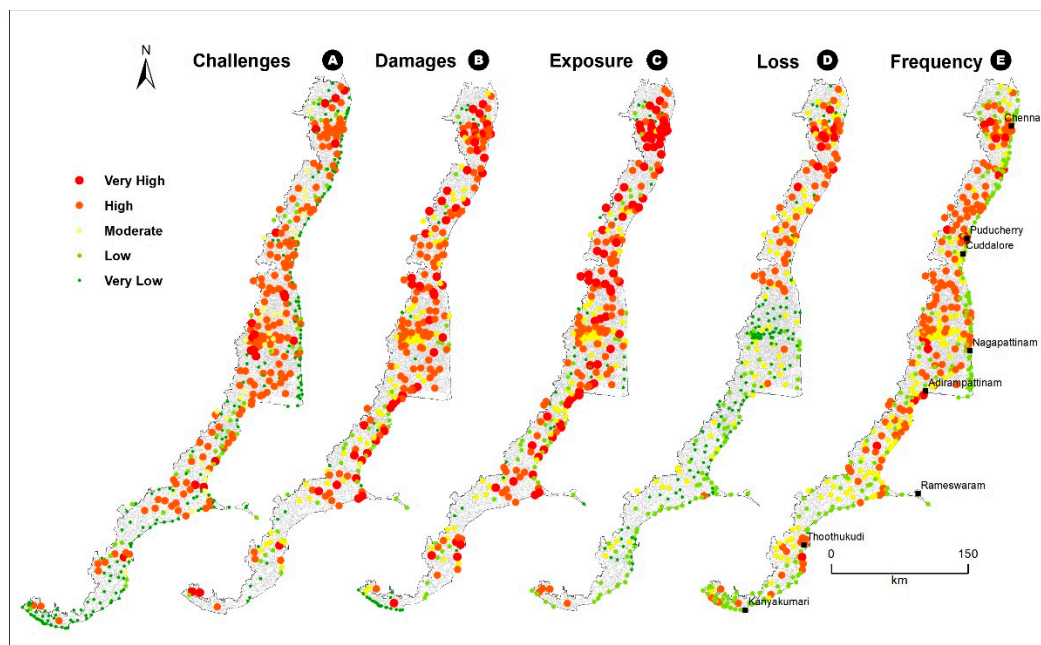 N
Challenges A
Damages B
Exposure C
Loss D
Frequency E
Very High
High
Moderate
Low
Very Low
Chenna
Puducherry
Cuddalore
Nagapattinam
Adirampattinam
Rameswaram
Thoothukudi
Kanyakumari
0 150
km